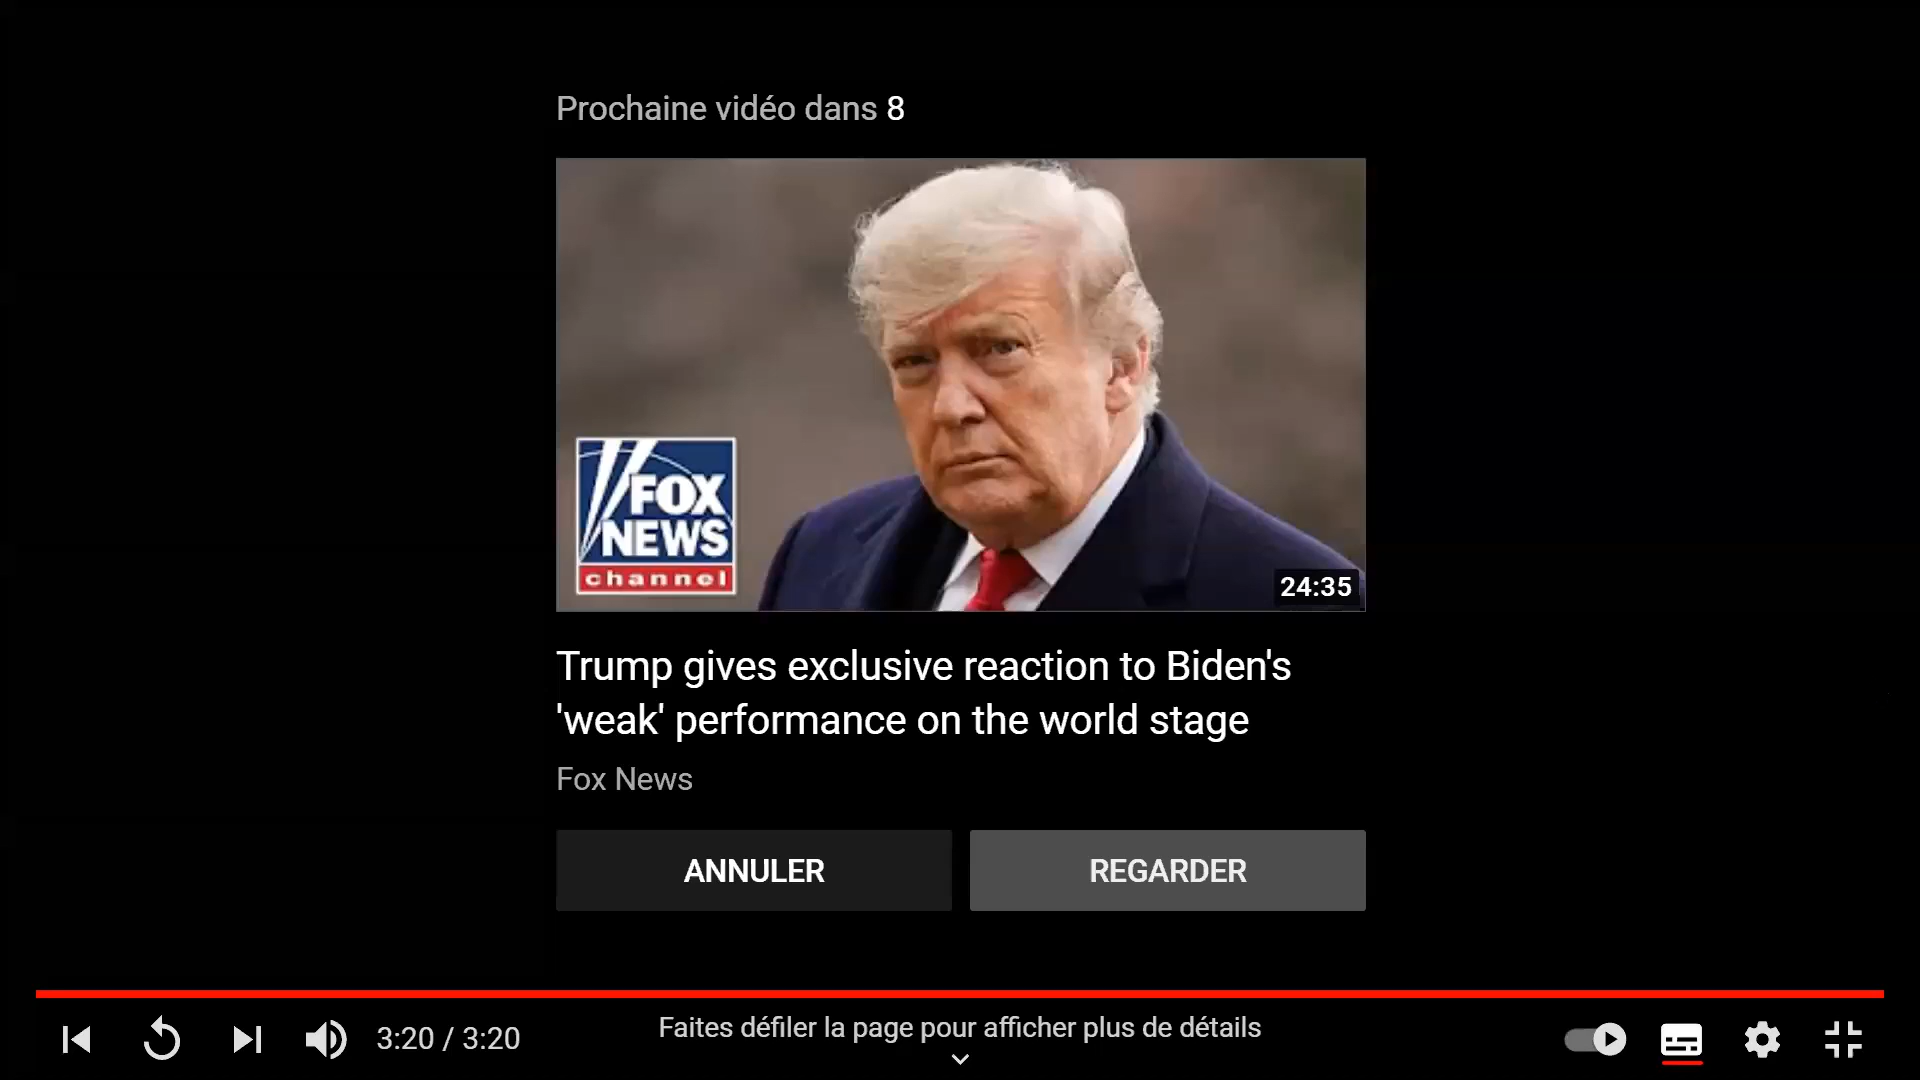 Prochaine vidéo dans 8
FOX
NEWS
channel
24:35
Trump gives exclusive reaction to Biden's
'weak' performance on the world stage
Fox News
ANNULER
REGARDER
3:20 / 3:20
Faites défiler la page pour afficher plus de détails